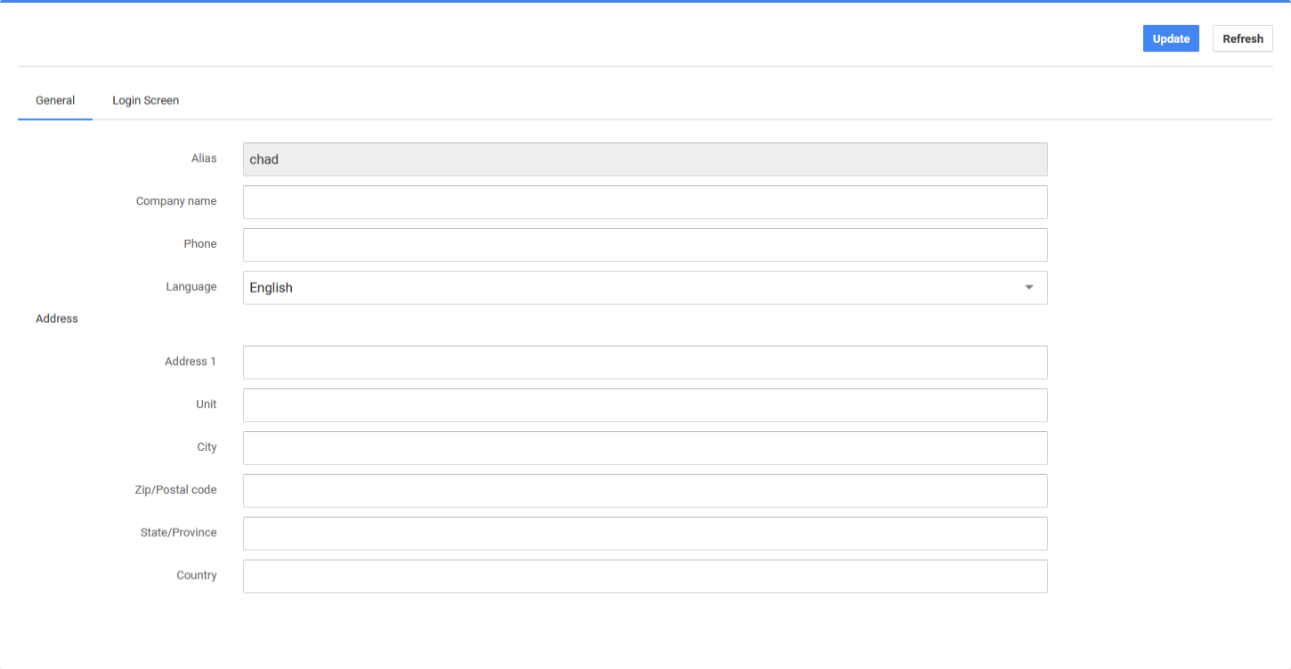 Update Refresh
General Login Screen
Alias chad
Company name
Phone
Language English
Address
Address 1
Unit
City
Zip/Postal code
State/Province
Country